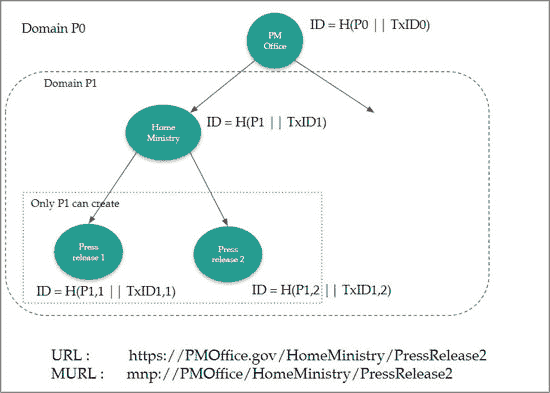 Domain P0
PM
Office
ID = H(P0 || TxID0)
Domain P1
Home
Ministry
ID = H(P1 || TxID1)
Only P1 can create
Press
release 1
Press
release 2
ID = H(P1,1 || TxID1,1)
ID = H(P1,2 || TxID1,2)
URL : https://PMOffice.gov/HomeMinistry/PressRelease2
MURL : mnp://PMOffice/HomeMinistry/PressRelease2